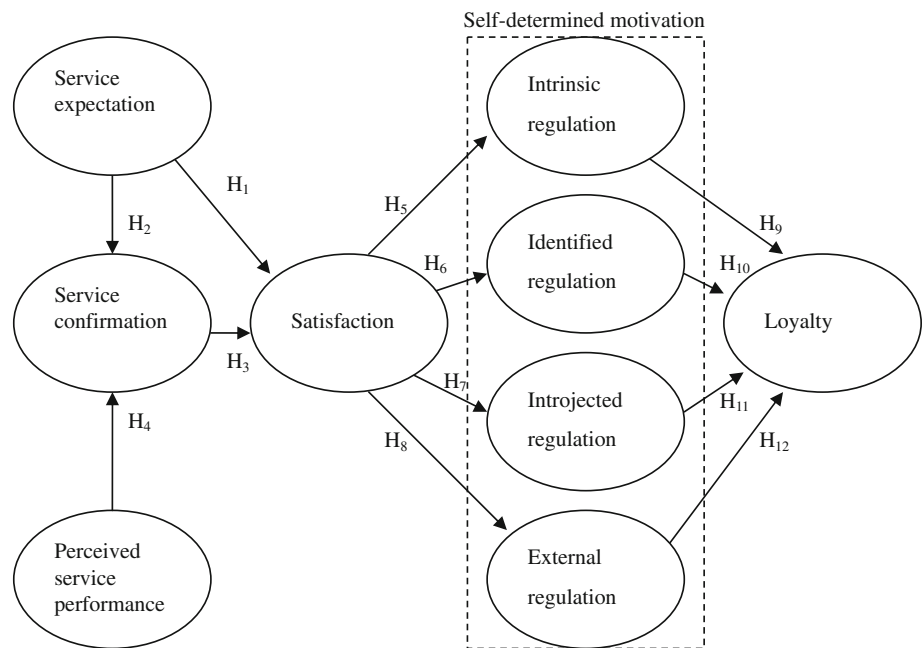 Self-determined motivation
Service
expectation
Intrinsic
regulation
H1
H5
H9
H2
Identified
regulation
H6
H10
Service
confirmation
Satisfaction
Loyalty
H3
H7
H11
Introjected
regulation
H4
H8
H12
Perceived
service
performance
External
regulation